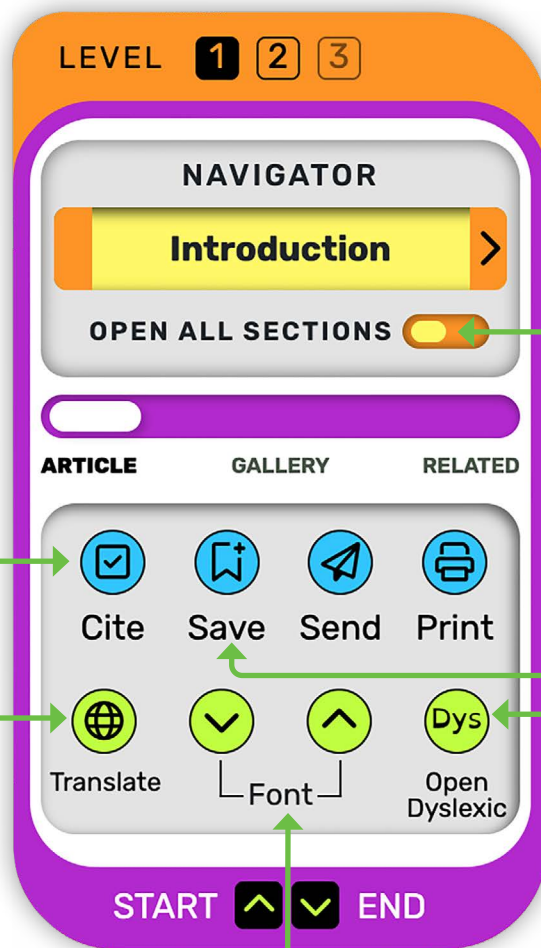 LEVEL 1 2 3
NAVIGATOR
Introduction
OPEN ALL SECTIONS
ARTICLE GALLERY RELATED
Cite Save Send Print
Dys
Translate Font Open
Dyslexic
START END